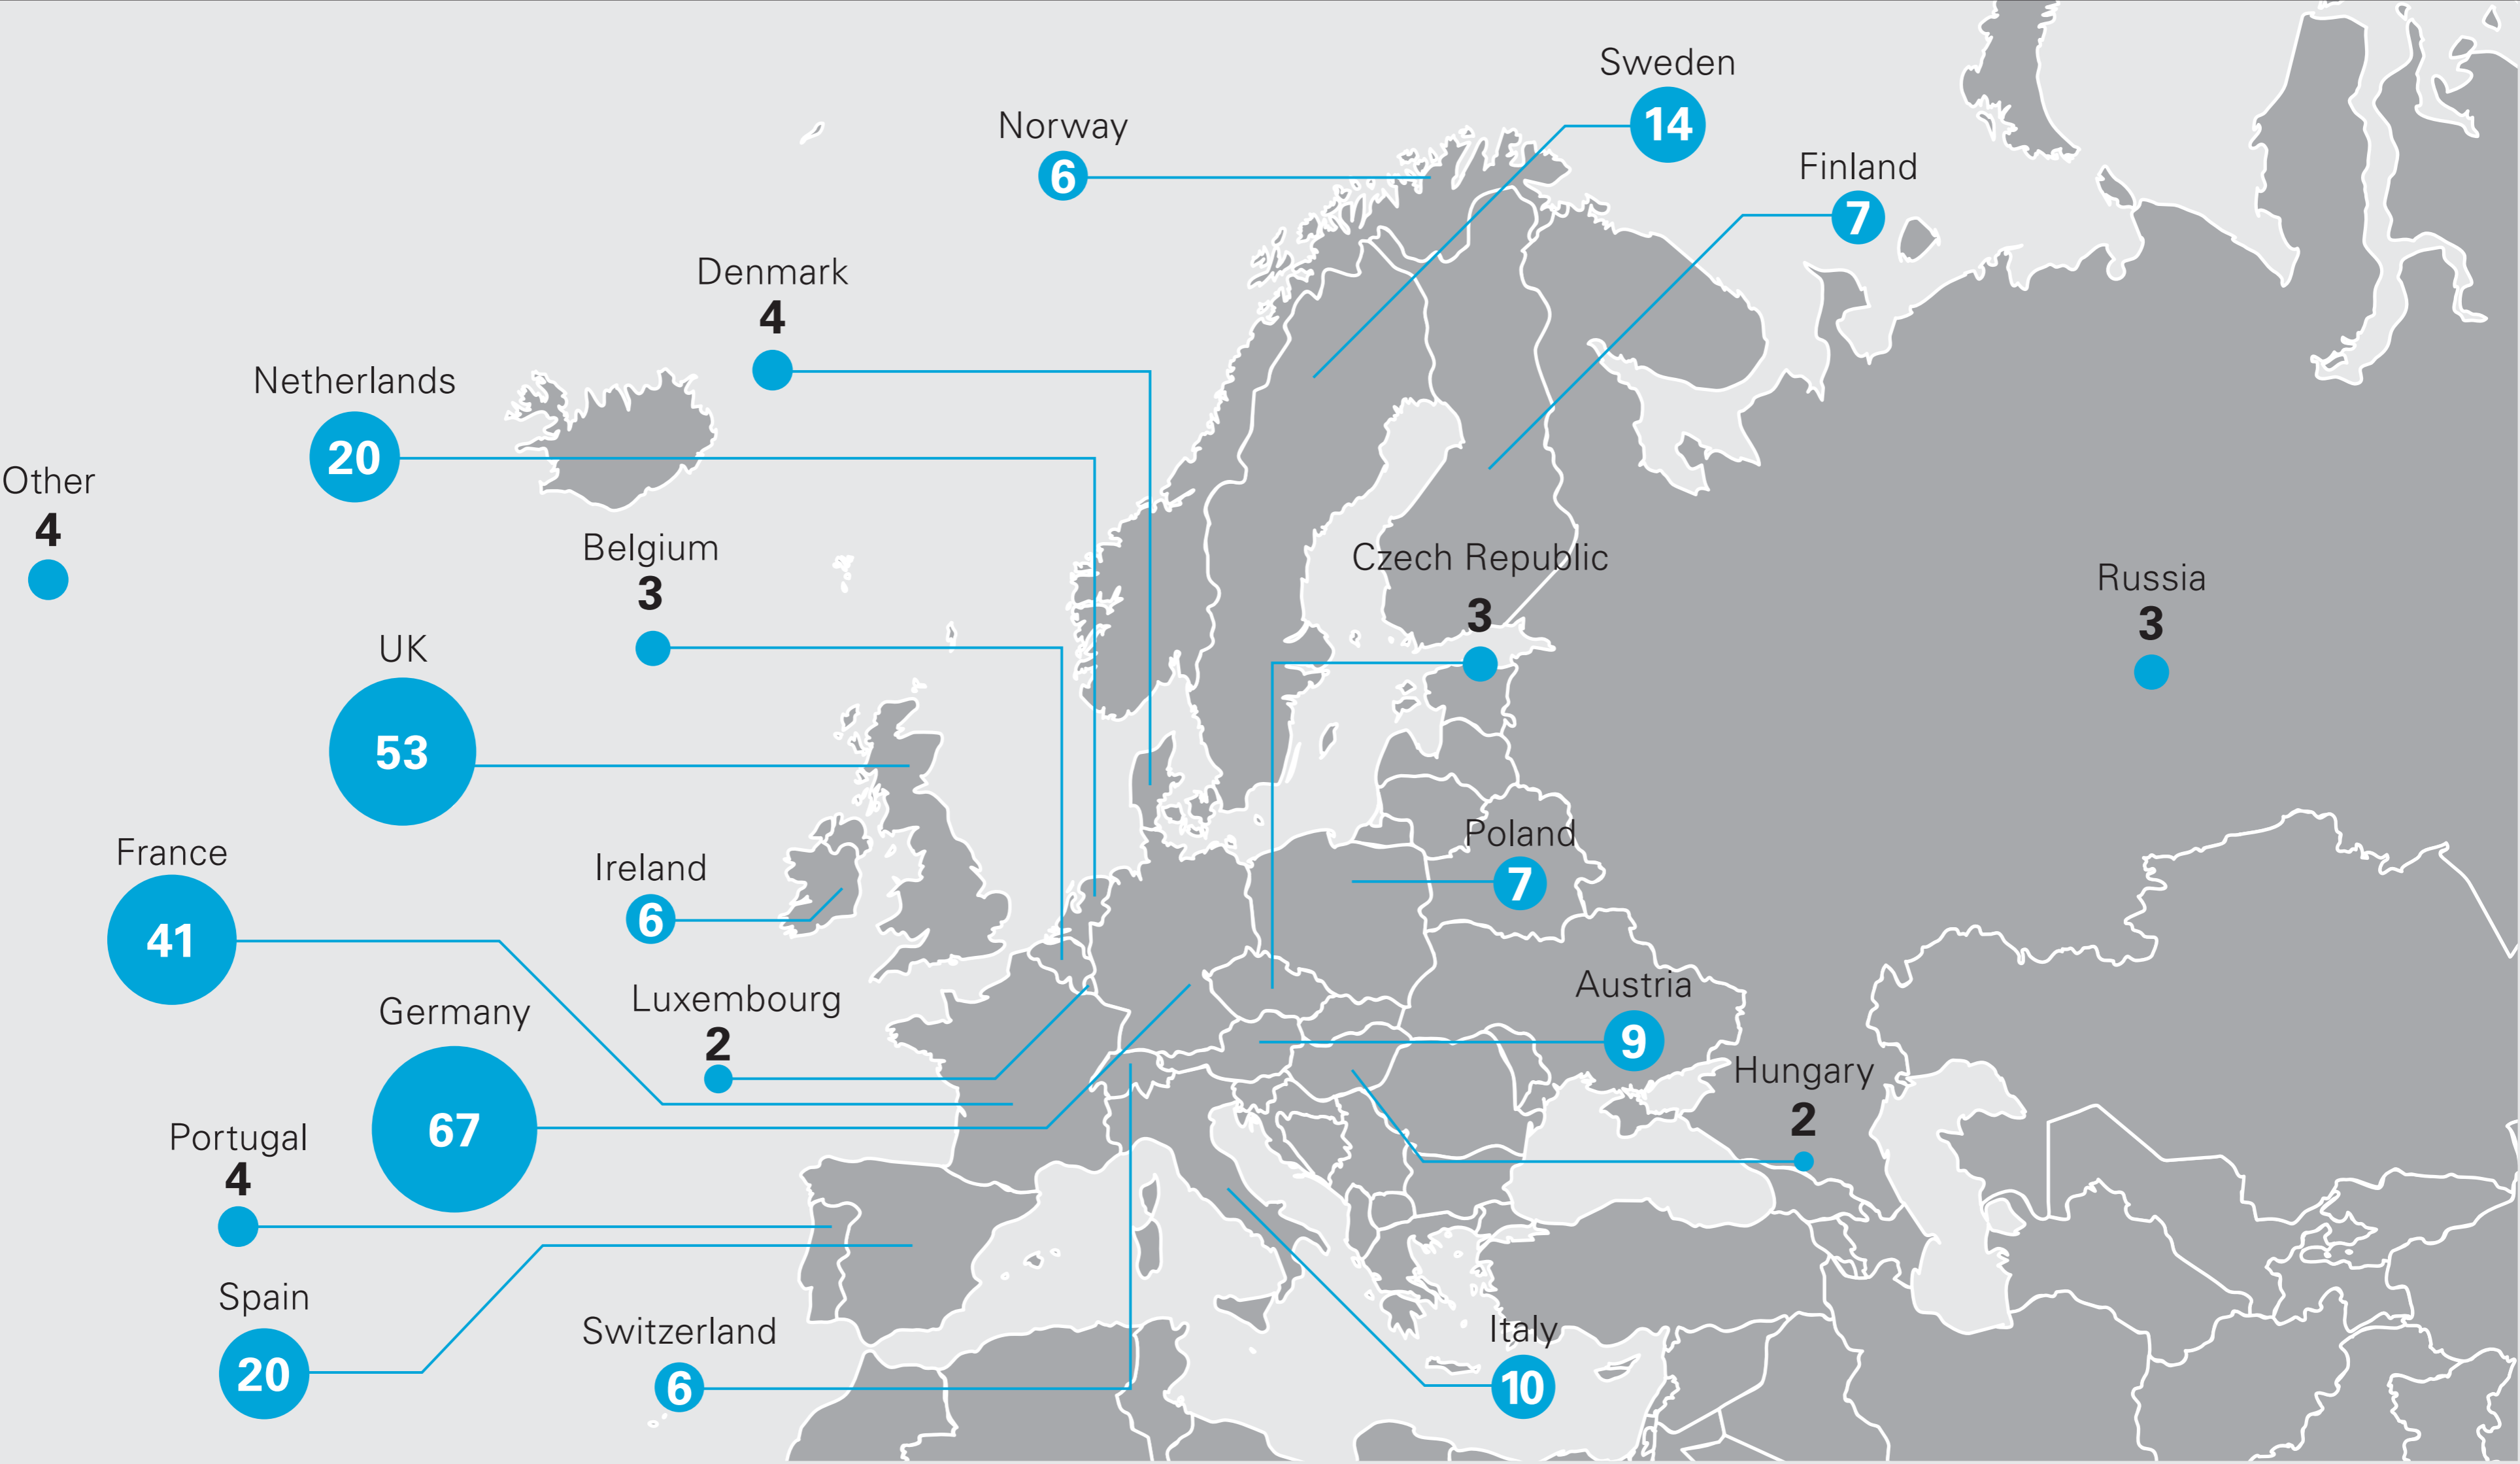 Sweden
14
Norway
6
Finland
7
Denmark
4
Netherlands
20
Other
4
Belgium
3
Czech Republic
3
Russia
3
UK
53
Poland
7
France
41
Ireland
6
Austria
9
Luxembourg
2
Germany
67
Hungary
2
Portugal
4
Spain
20
Switzerland
6
Italy
10